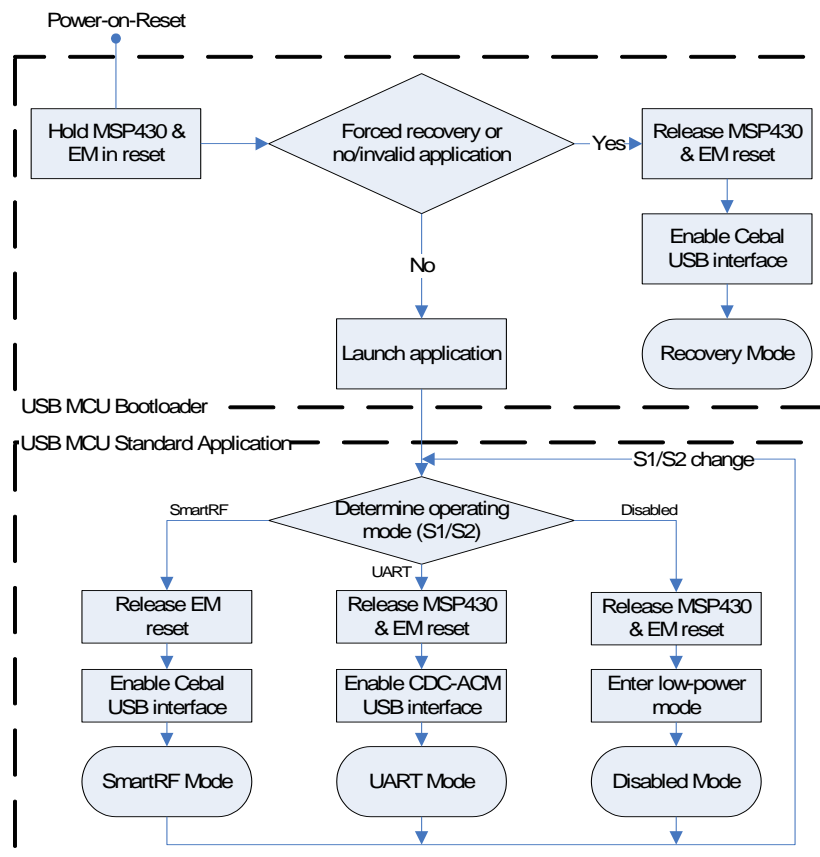 Power-on-Reset
Hold MSP430 &
EM in reset
Forced recovery or
no/invalid application
Yes
Release MSP430
& EM reset
Enable Cebal
USB interface
No
Launch application
Recovery Mode
USB MCU Bootloader
USB MCU Standard Application
S1/S2 change
Determine operating
mode (S1/S2)
SmartRF
UART
Disabled
Release EM
reset
Release MSP430
& EM reset
Release MSP430
& EM reset
Enable Cebal
USB interface
Enable CDC-ACM
USB interface
Enter low-power
mode
SmartRF Mode
UART Mode
Disabled Mode